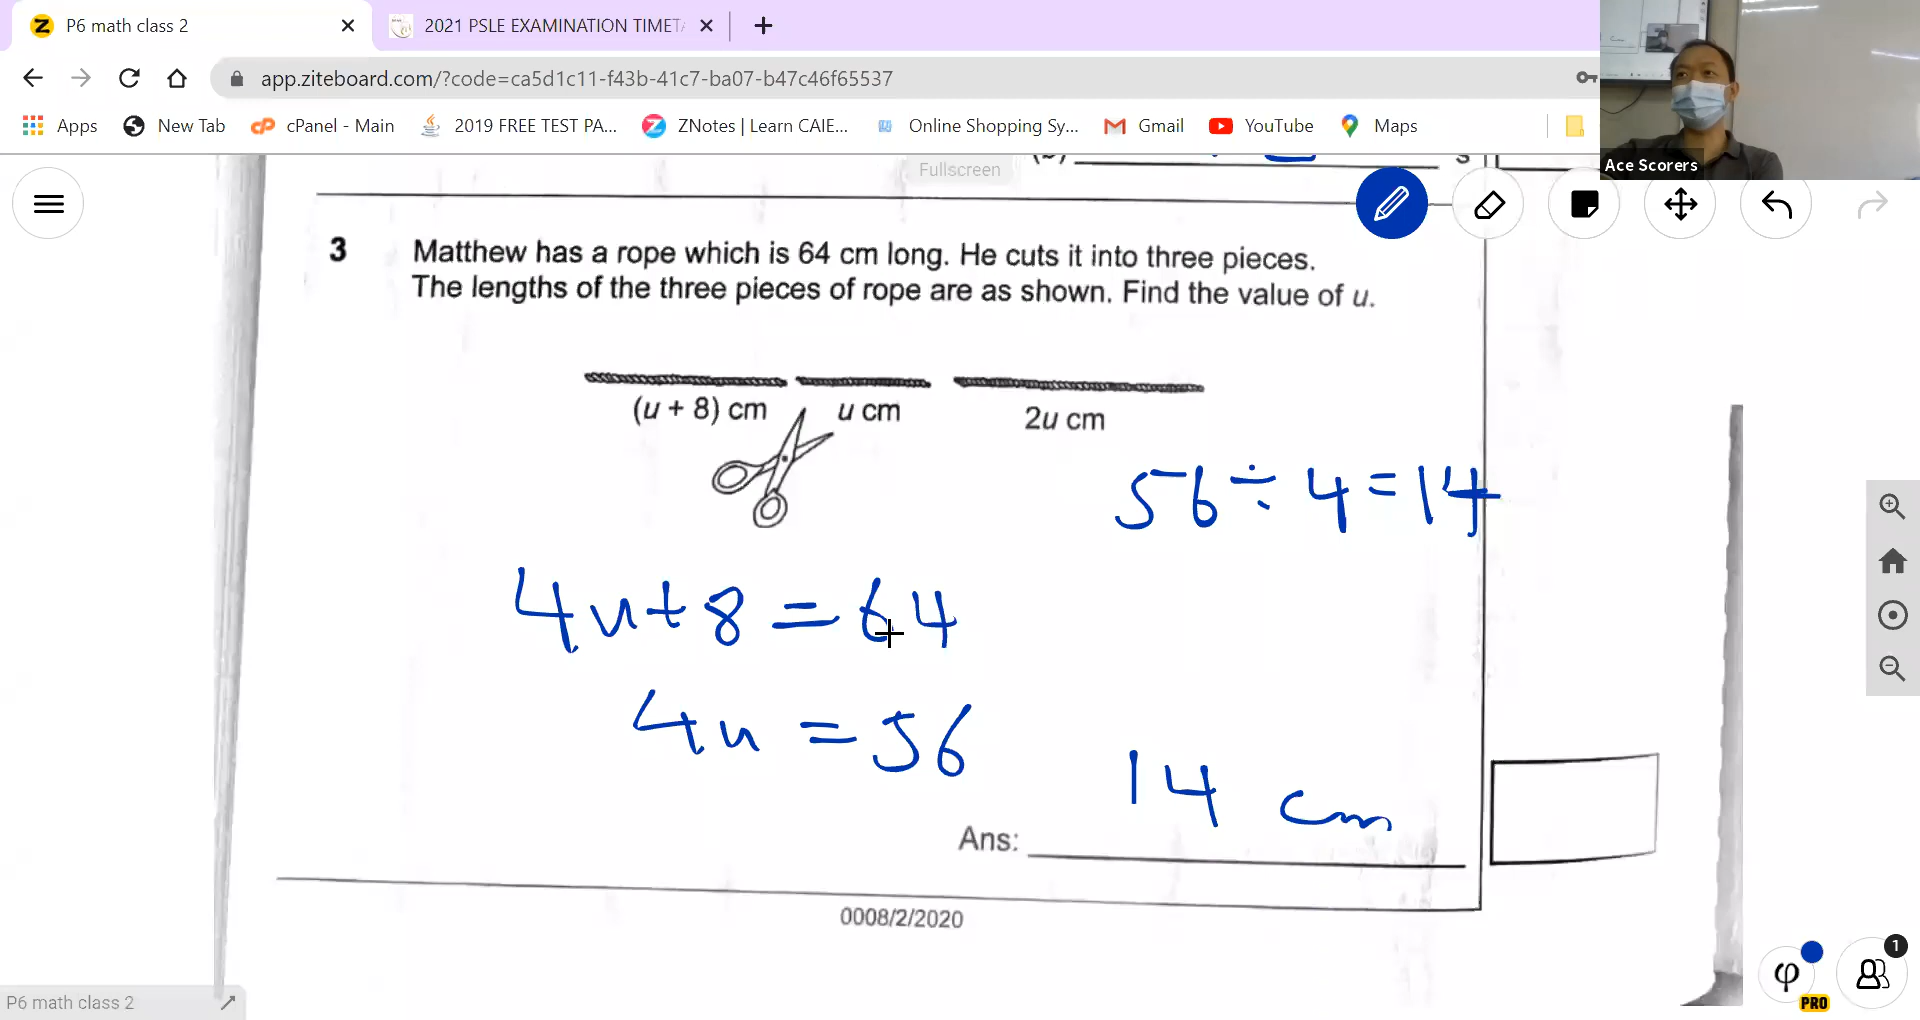 P6 math class 2
2021 PSLE EXAMINATION TIMET
app.ziteboard.com/?code=ca5d1c11-f43b-41c7-ba07-b47c46f65537
Apps New Tab cPanel - Main 2019 FREE TEST PA... ZNotes | Learn CAIE... Online Shopping Sy... Gmail YouTube Maps
Ace Scorers
Fullscreen
3 Matthew has a rope which is 64 cm long. He cuts it into three pieces.
The lengths of the three pieces of rope are as shown. Find the value of u.
(u + 8) cm u cm 2u cm
56 ÷ 4 = 14
4u + 8 = 64
4u = 56
14 cm
Ans:
0008/2/2020
P6 math class 2
φ PRO
1